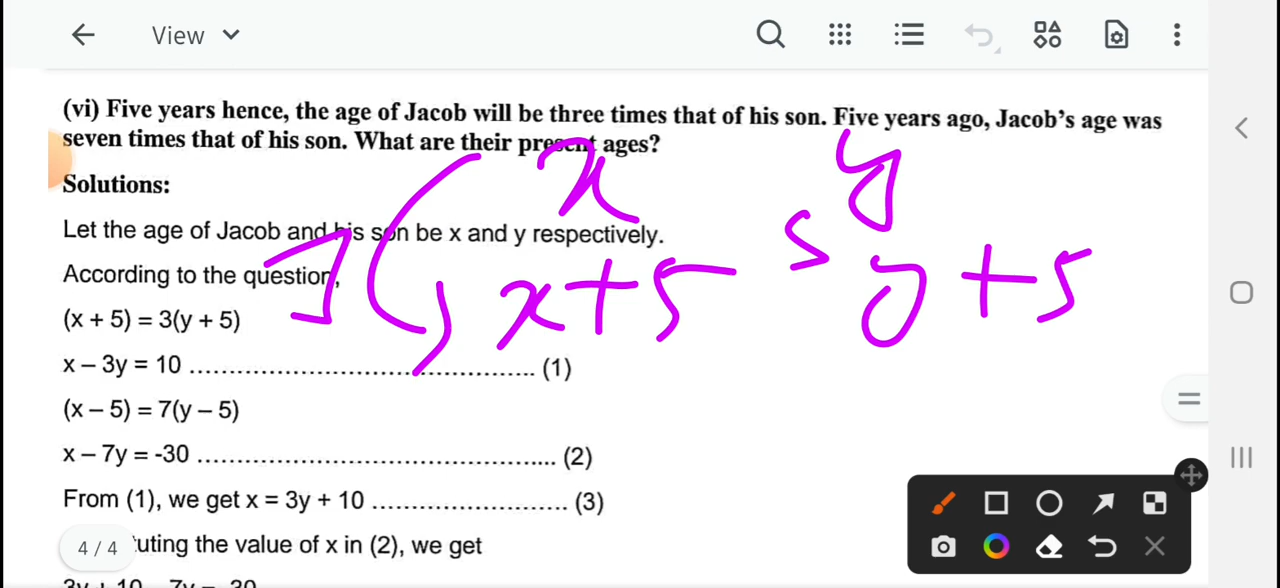 View
(vi) Five years hence, the age of Jacob will be three times that of his son. Five years ago, Jacob's age was
seven times that of his son. What are their present ages?
Solutions:
x
y
Let the age of Jacob and his son be x and y respectively.
According to the question,
x+5
y+5
(x + 5) = 3(y + 5)
x – 3y = 10 ........................................................ (1)
(x – 5) = 7(y – 5)
x – 7y = -30 ........................................................ (2)
From (1), we get x = 3y + 10 ............................... (3)
4 / 4
uting the value of x in (2), we get
3y + 10 – 7y = -30